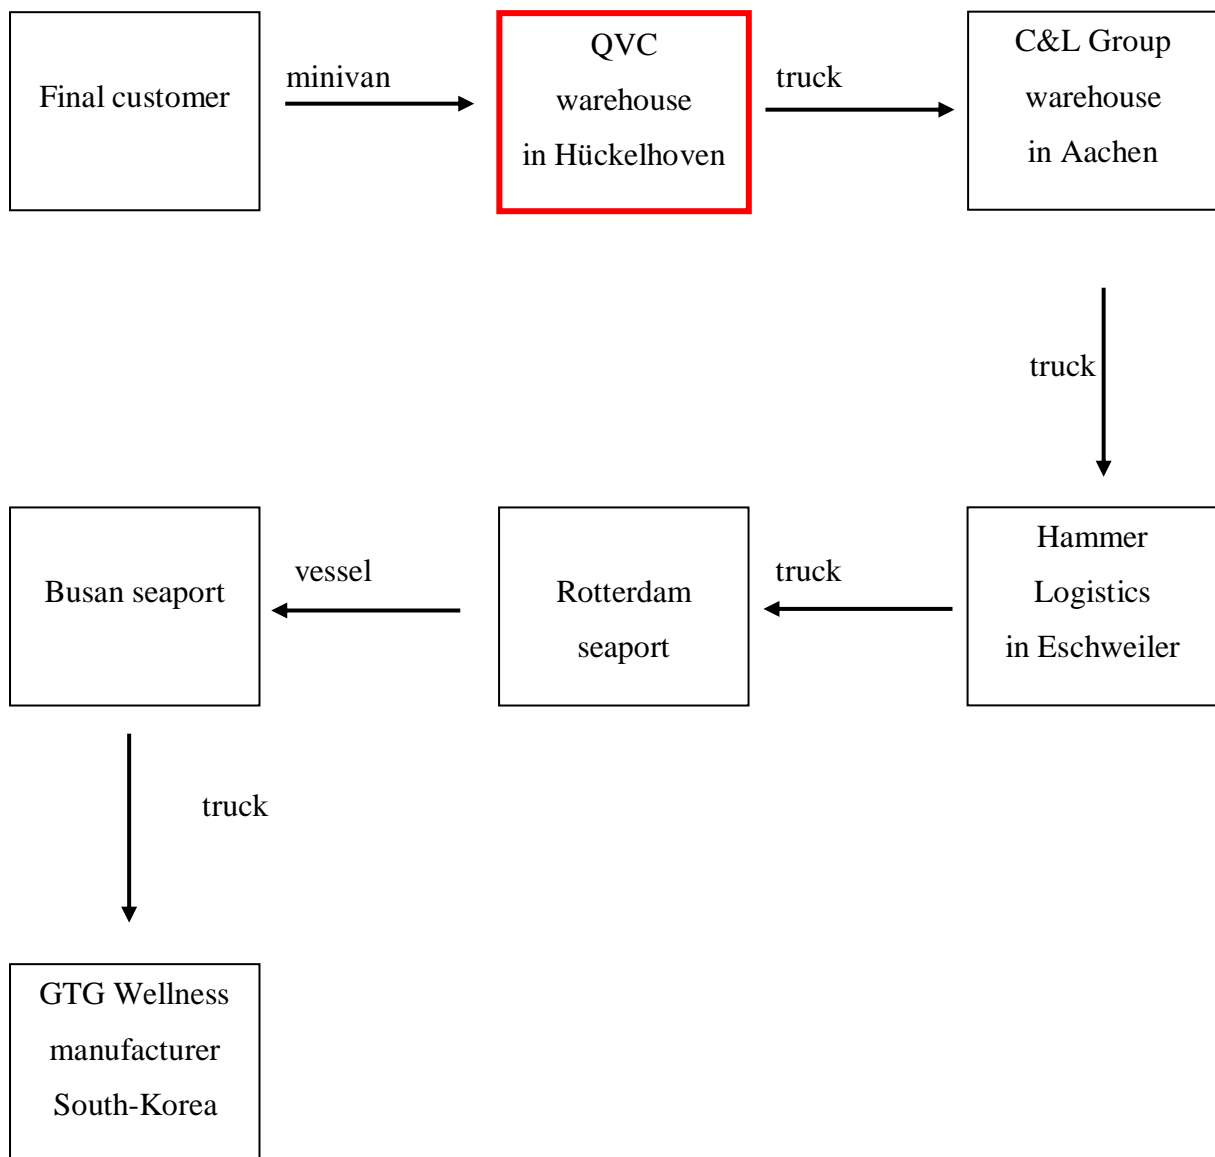 Final customer
minivan
QVC
warehouse
in Hückelhoven
truck
C&L Group
warehouse
in Aachen
truck
Hammer
Logistics
in Eschweiler
truck
Rotterdam
seaport
vessel
Busan seaport
truck
GTG Wellness
manufacturer
South-Korea